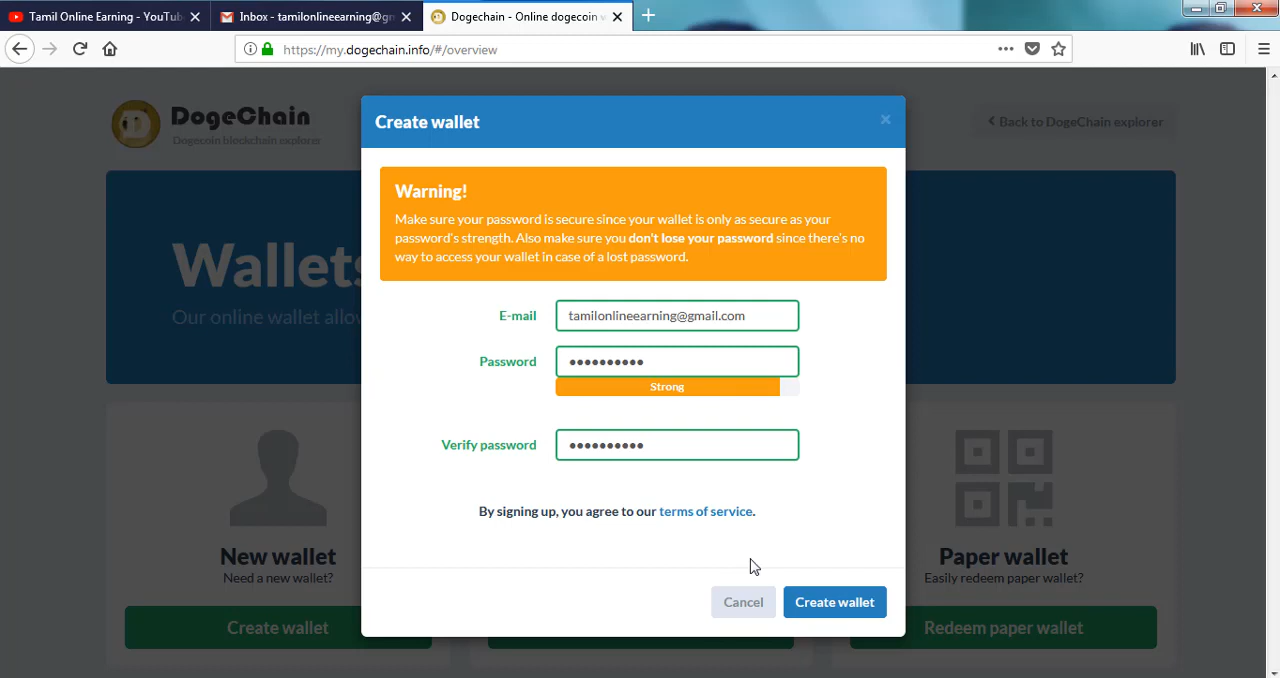 Tamil Online Earning - YouTub
Inbox - tamilonlineearning@gm
Dogechain - Online dogecoin w
https://my.dogechain.info/#/overview
DogeChain
Dogecoin blockchain explorer
Back to DogeChain explorer
Create wallet
Warning!
Make sure your password is secure since your wallet is only as secure as your
password's strength. Also make sure you don't lose your password since there's no
way to access your wallet in case of a lost password.
Wallets
Our online wallet allow
E-mail
tamilonlineearning@gmail.com
Password
Strong
Verify password
By signing up, you agree to our terms of service.
Cancel
Create wallet
New wallet
Need a new wallet?
Create wallet
Paper wallet
Easily redeem paper wallet?
Redeem paper wallet